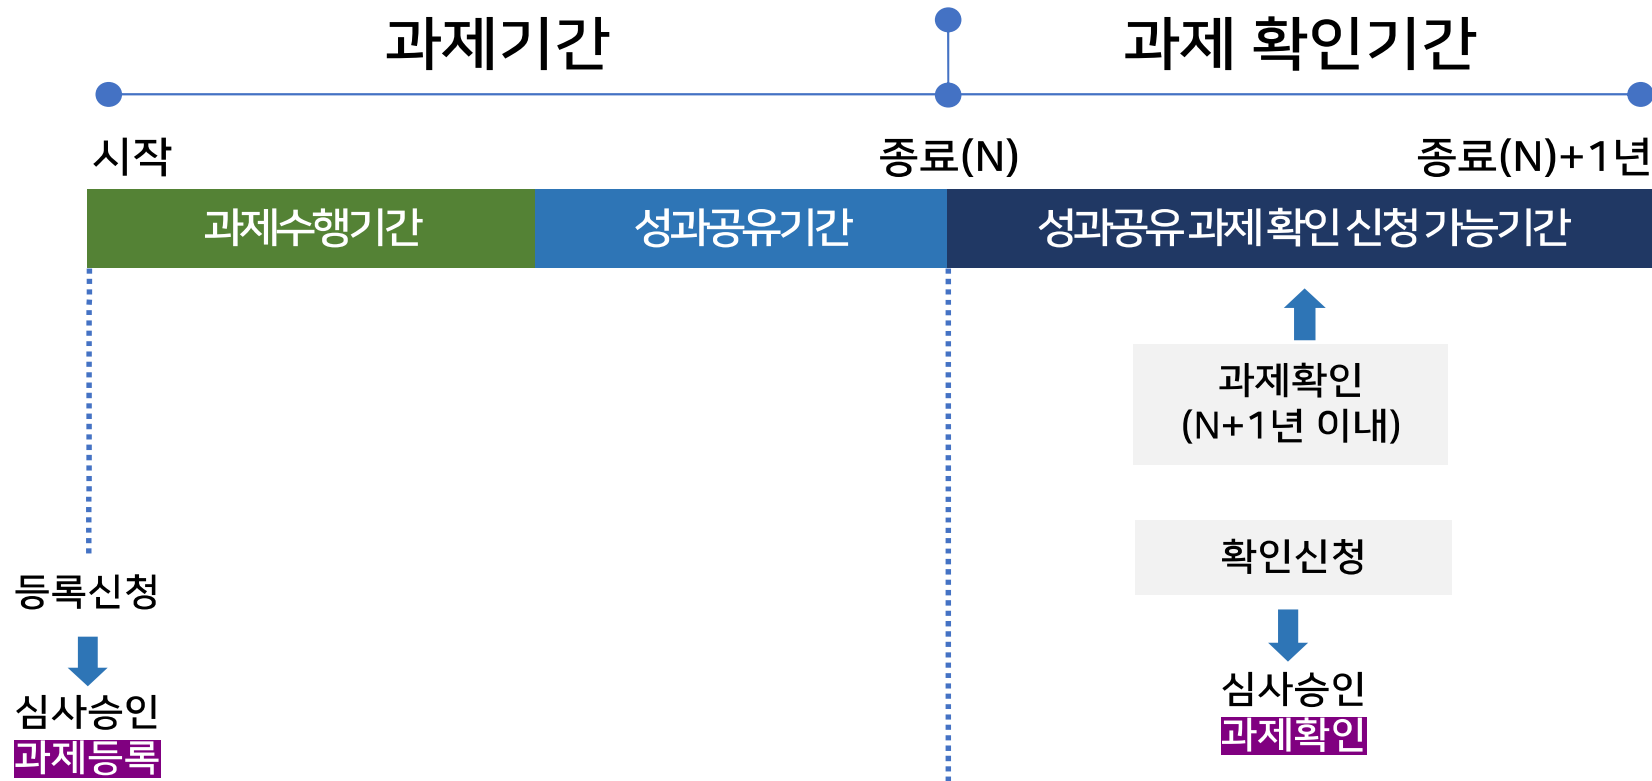 과제기간
과제 확인기간
시작
종료(N)
종료(N)+1년
과제수행기간
성과공유기간
성과공유 과제 확인 신청 가능기간
과제확인
(N+1년 이내)
확인신청
등록신청
심사승인
과제등록
심사승인
과제확인